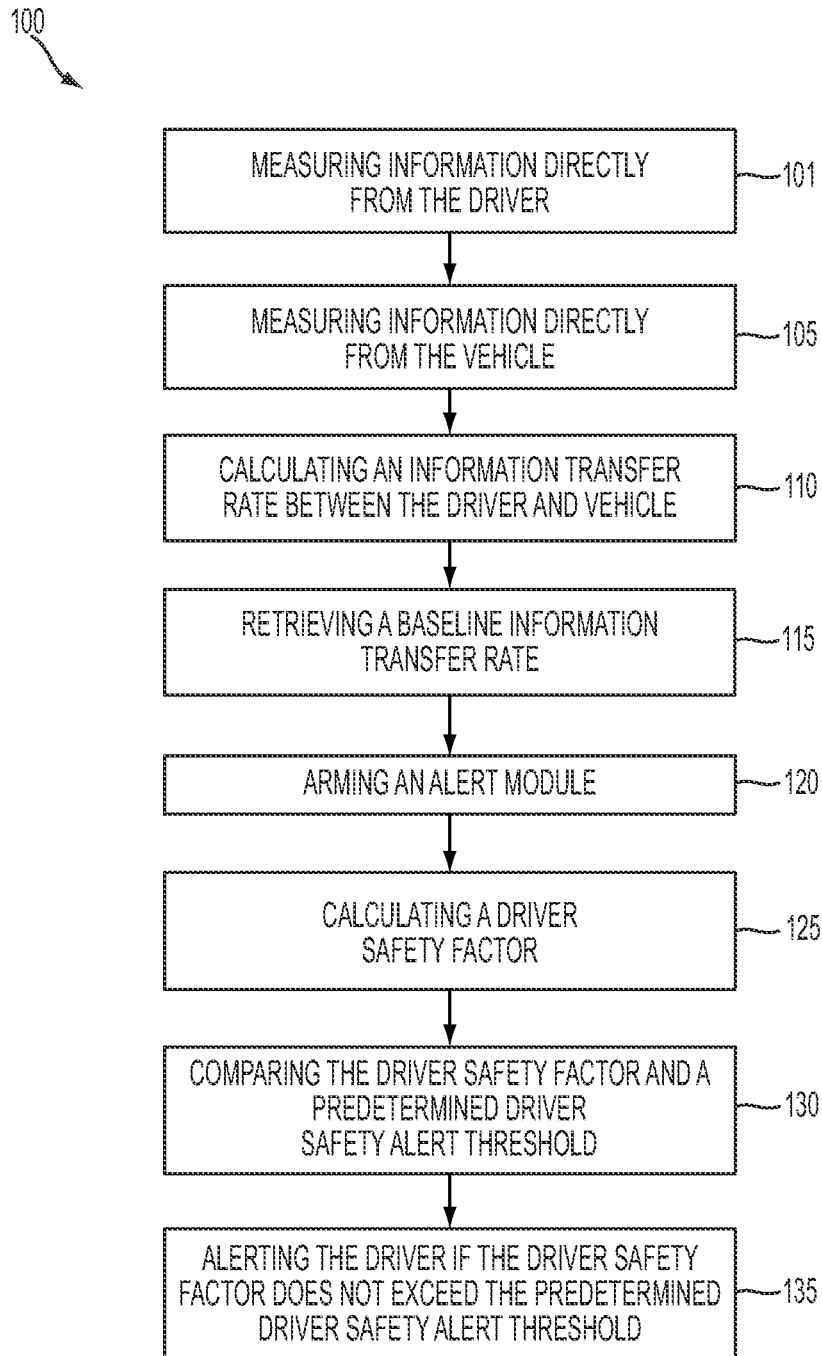 100
MEASURING INFORMATION DIRECTLY
FROM THE DRIVER
101
MEASURING INFORMATION DIRECTLY
FROM THE VEHICLE
105
CALCULATING AN INFORMATION TRANSFER
RATE BETWEEN THE DRIVER AND VEHICLE
110
RETRIEVING A BASELINE INFORMATION
TRANSFER RATE
115
ARMING AN ALERT MODULE
120
CALCULATING A DRIVER
SAFETY FACTOR
125
COMPARING THE DRIVER SAFETY FACTOR AND A
PREDETERMINED DRIVER
SAFETY ALERT THRESHOLD
130
ALERTING THE DRIVER IF THE DRIVER SAFETY
FACTOR DOES NOT EXCEED THE PREDETERMINED
DRIVER SAFETY ALERT THRESHOLD
135